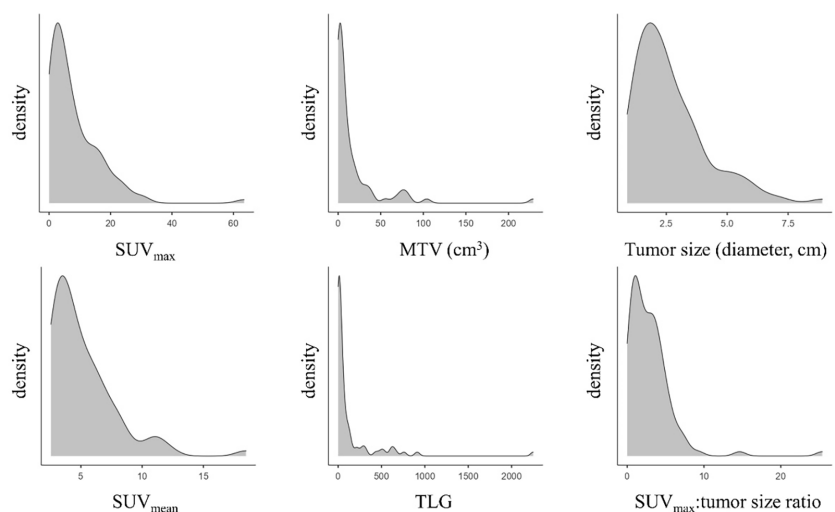 density
density
density
0 20 40 60
0 50 100 150 200
2.5 5.0 7.5
SUVmax
MTV (cm³)
Tumor size (diameter, cm)
density
density
density
5 10 15
0 500 1000 1500 2000
0 10 20
SUVmean
TLG
SUVmax:tumor size ratio